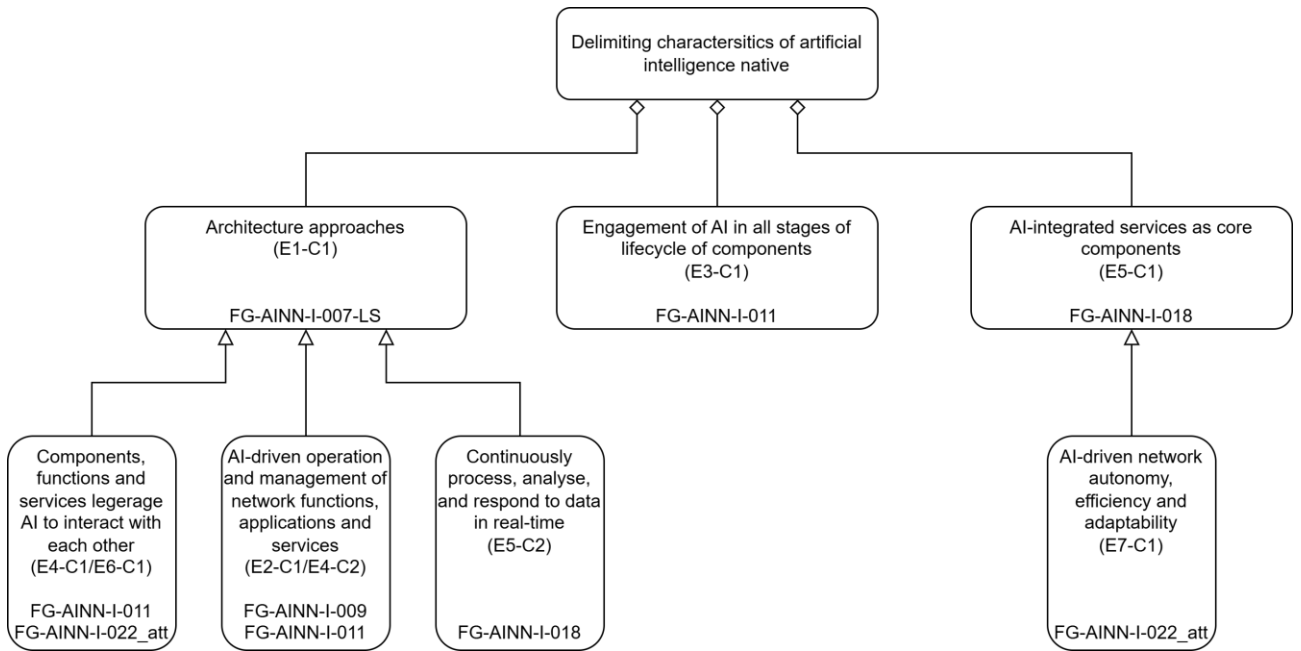 Delimiting charactersitics of artificial
intelligence native
Architecture approaches
(E1-C1)
FG-AINN-I-007-LS
Engagement of AI in all stages of
lifecycle of components
(E3-C1)
FG-AINN-I-011
AI-integrated services as core
components
(E5-C1)
FG-AINN-I-018
Components,
functions and
services legerage
AI to interact with
each other
(E4-C1/E6-C1)
FG-AINN-I-011
FG-AINN-I-022_att
AI-driven operation
and management of
network functions,
applications and
services
(E2-C1/E4-C2)
FG-AINN-I-009
FG-AINN-I-011
Continuously
process, analyse,
and respond to data
in real-time
(E5-C2)
FG-AINN-I-018
AI-driven network
autonomy,
efficiency and
adaptability
(E7-C1)
FG-AINN-I-022_att